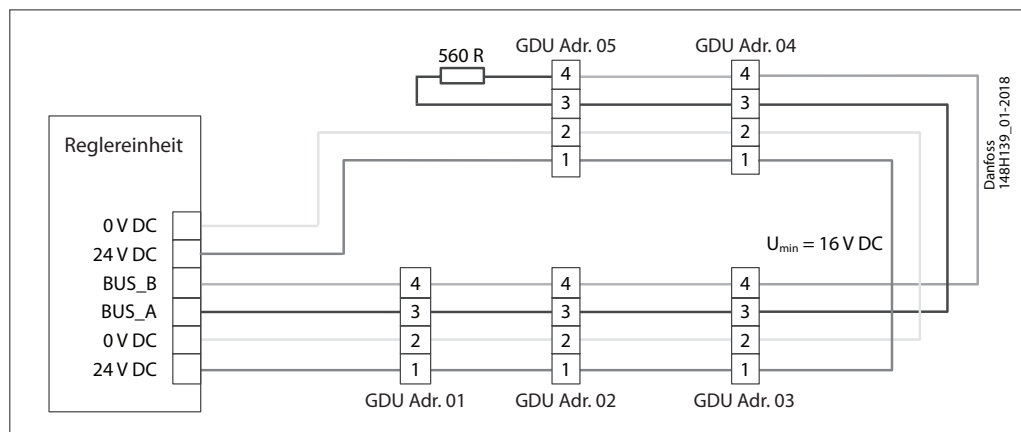 GDU Adr. 05
GDU Adr. 04
560 R
4
4
3
3
2
2
1
1
Danfoss
148H139_01-2018
Reglereinheit
0 V DC
24 V DC
BUS_B
BUS_A
0 V DC
24 V DC
Umin = 16 V DC
4
4
4
3
3
3
2
2
2
1
1
1
GDU Adr. 01
GDU Adr. 02
GDU Adr. 03